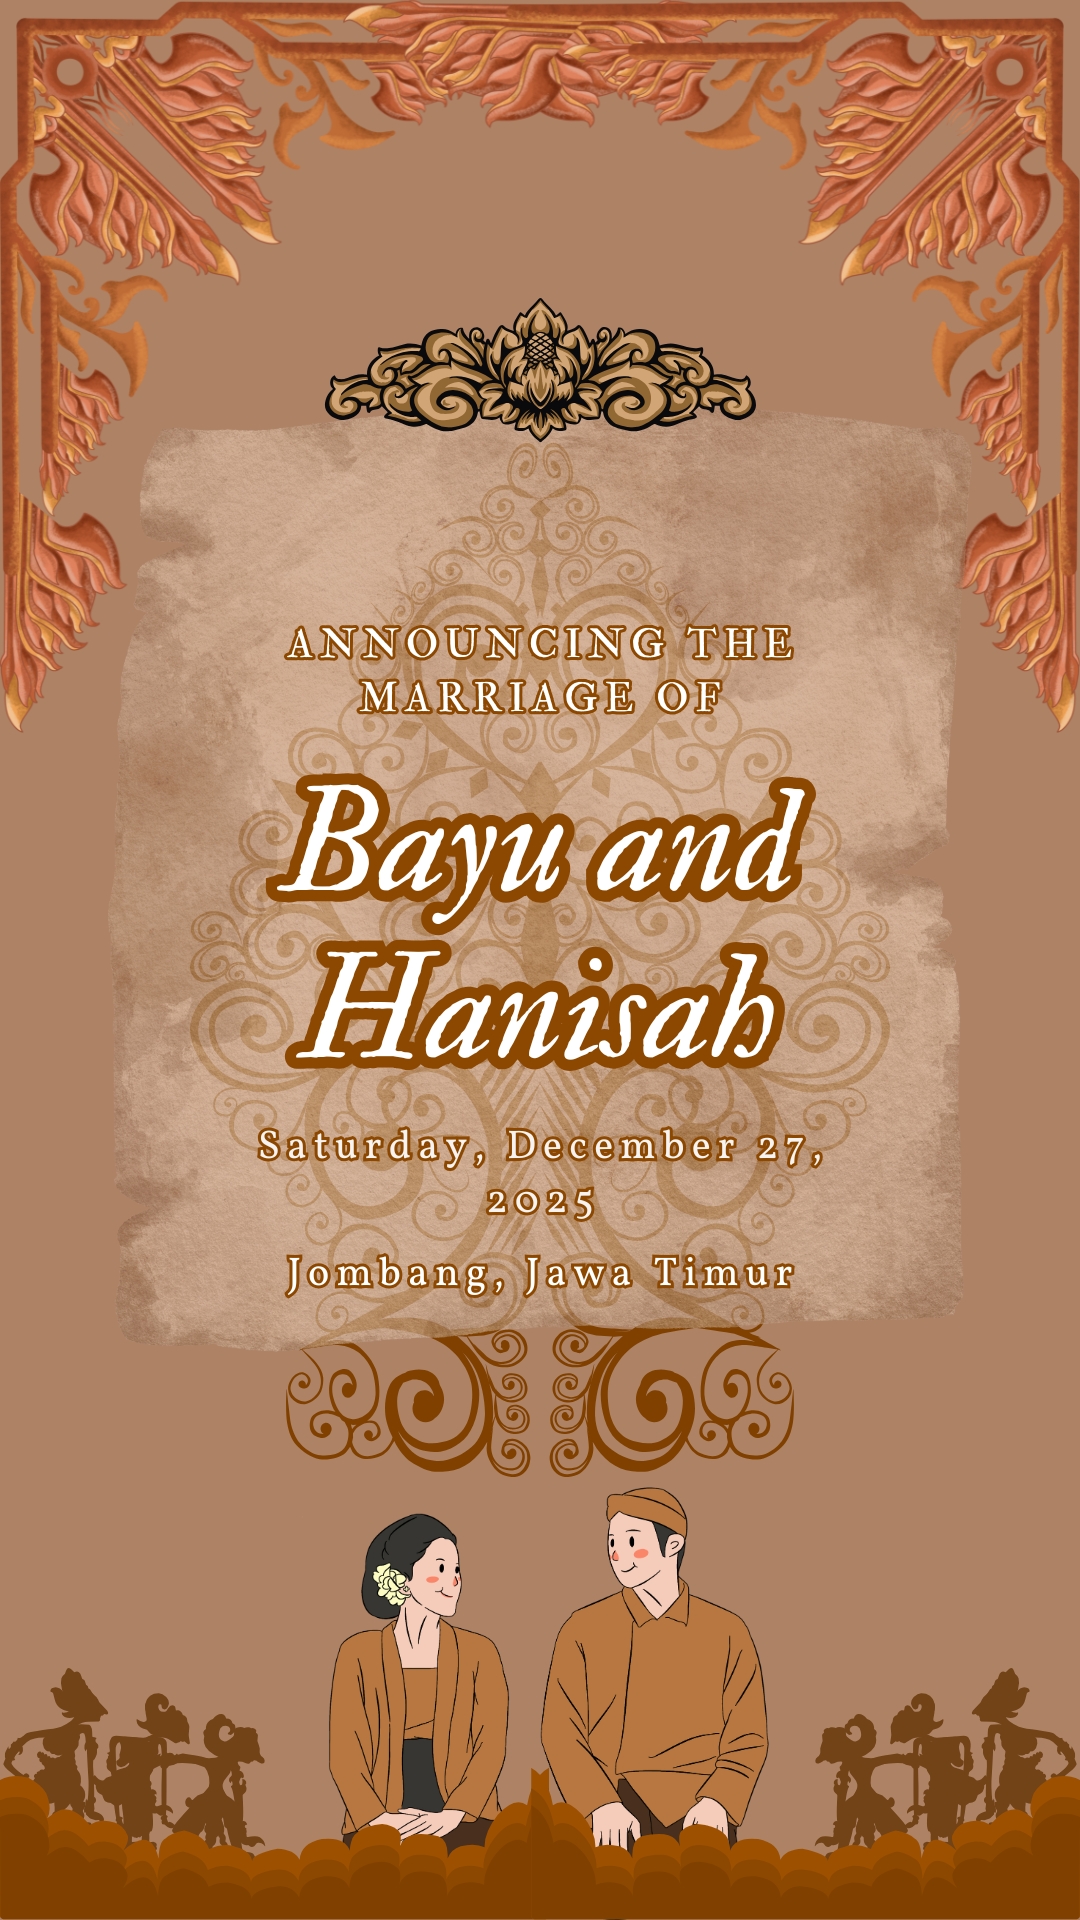 ANNOUNCING THE
MARRIAGE OF
Bayu and
Hanisah
Saturday, December 27,
2025
Jombang, Jawa Timur